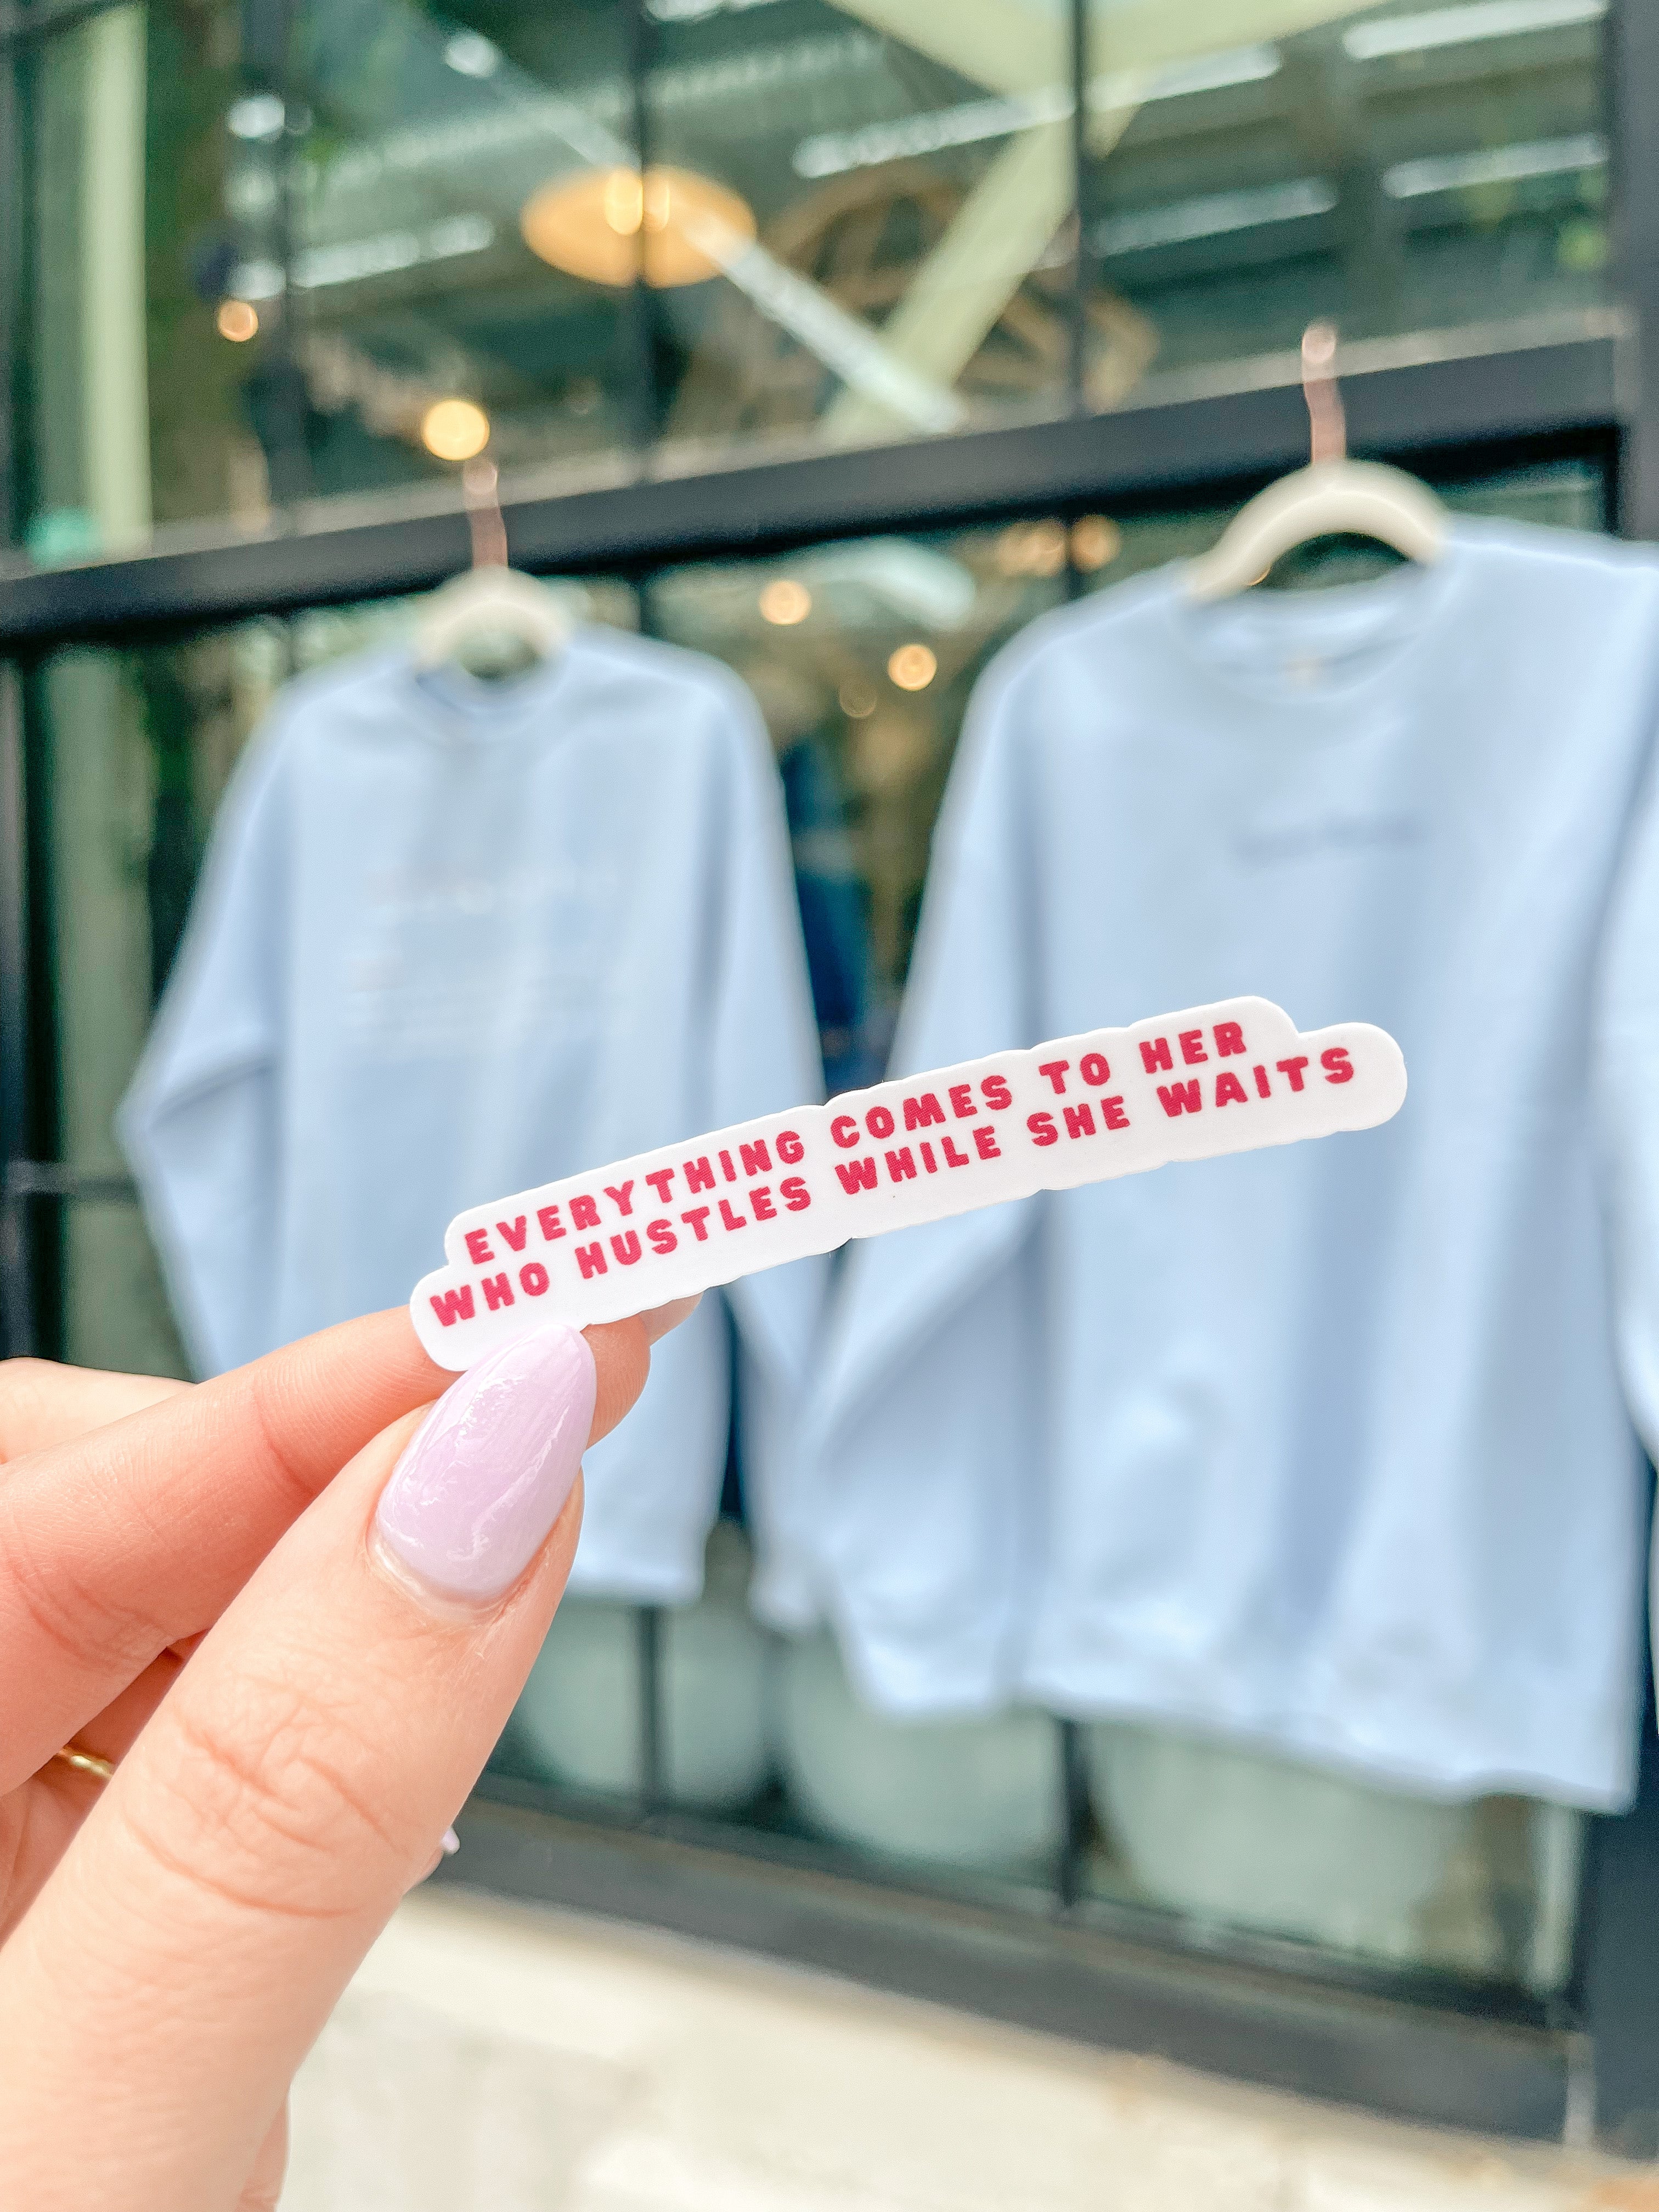 EVERYTHING COMES TO HER
WHO HUSTLES WHILE SHE WAITS